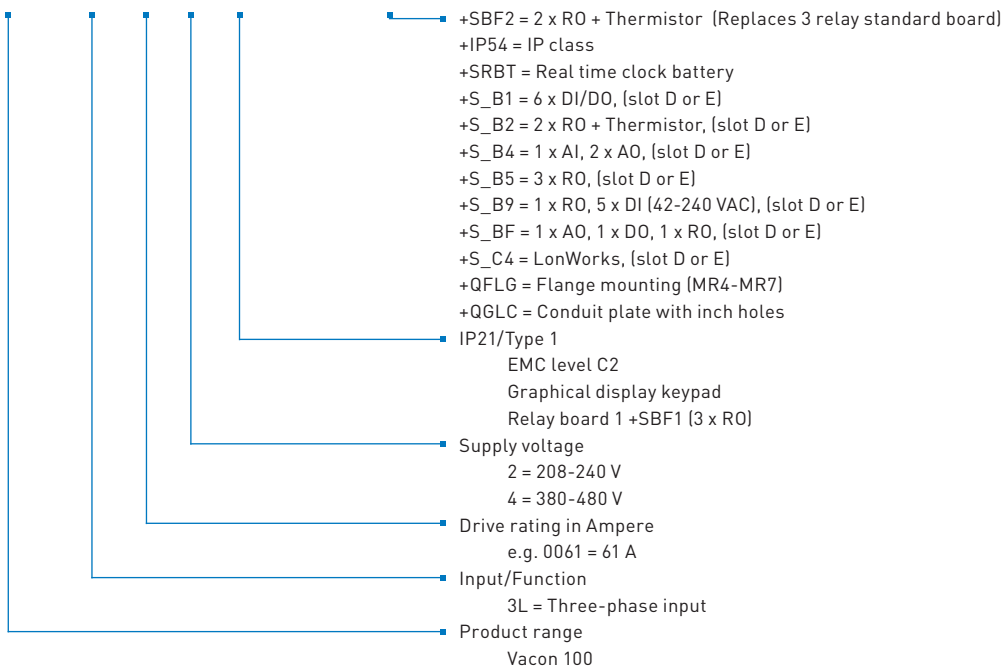 +SBF2 = 2 x RO + Thermistor (Replaces 3 relay standard board)
+IP54 = IP class
+SRBT = Real time clock battery
+S_B1 = 6 x DI/DO, (slot D or E)
+S_B2 = 2 x RO + Thermistor, (slot D or E)
+S_B4 = 1 x AI, 2 x AO, (slot D or E)
+S_B5 = 3 x RO, (slot D or E)
+S_B9 = 1 x RO, 5 x DI (42-240 VAC), (slot D or E)
+S_BF = 1 x AO, 1 x DO, 1 x RO, (slot D or E)
+S_C4 = LonWorks, (slot D or E)
+QFLG = Flange mounting (MR4-MR7)
+QGLC = Conduit plate with inch holes
IP21/Type 1
EMC level C2
Graphical display keypad
Relay board 1 +SBF1 (3 x RO)
Supply voltage
2 = 208-240 V
4 = 380-480 V
Drive rating in Ampere
e.g. 0061 = 61 A
Input/Function
3L = Three-phase input
Product range
Vacon 100